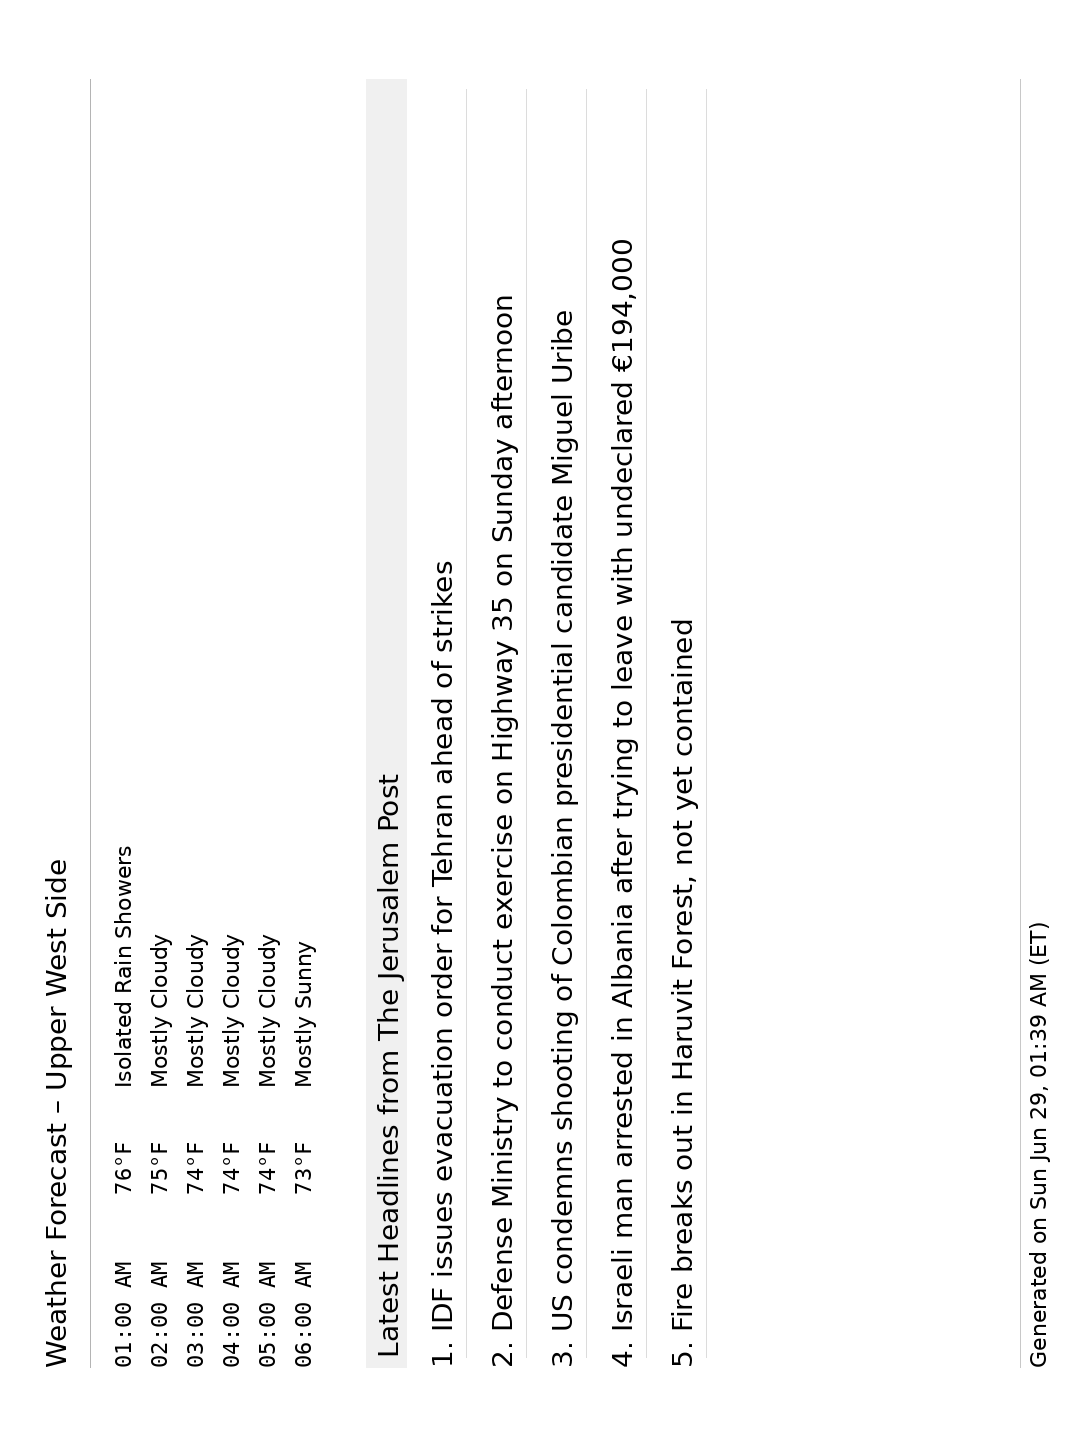 Weather Forecast – Upper West Side
01:00 AM 76°F Isolated Rain Showers
02:00 AM 75°F Mostly Cloudy
03:00 AM 74°F Mostly Cloudy
04:00 AM 74°F Mostly Cloudy
05:00 AM 74°F Mostly Cloudy
06:00 AM 73°F Mostly Sunny
Latest Headlines from The Jerusalem Post
1. IDF issues evacuation order for Tehran ahead of strikes
2. Defense Ministry to conduct exercise on Highway 35 on Sunday afternoon
3. US condemns shooting of Colombian presidential candidate Miguel Uribe
4. Israeli man arrested in Albania after trying to leave with undeclared €194,000
5. Fire breaks out in Haruvit Forest, not yet contained
Generated on Sun Jun 29, 01:39 AM (ET)